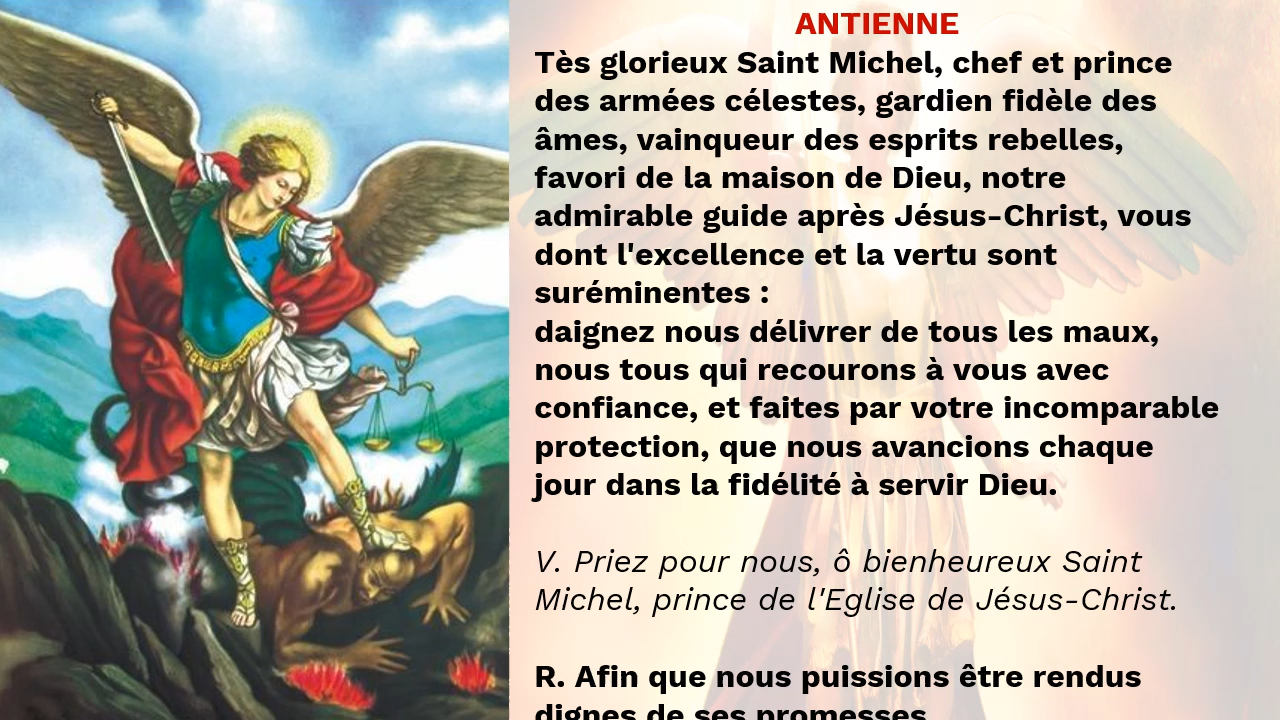 ANTIENNE
Tès glorieux Saint Michel, chef et prince
des armées célestes, gardien fidèle des
âmes, vainqueur des esprits rebelles,
favori de la maison de Dieu, notre
admirable guide après Jésus-Christ, vous
dont l'excellence et la vertu sont
suréminentes :
daignez nous délivrer de tous les maux,
nous tous qui recourons à vous avec
confiance, et faites par votre incomparable
protection, que nous avancions chaque
jour dans la fidélité à servir Dieu.
V. Priez pour nous, ô bienheureux Saint
Michel, prince de l'Eglise de Jésus-Christ.
R. Afin que nous puissions être rendus
dignes de ses promesses